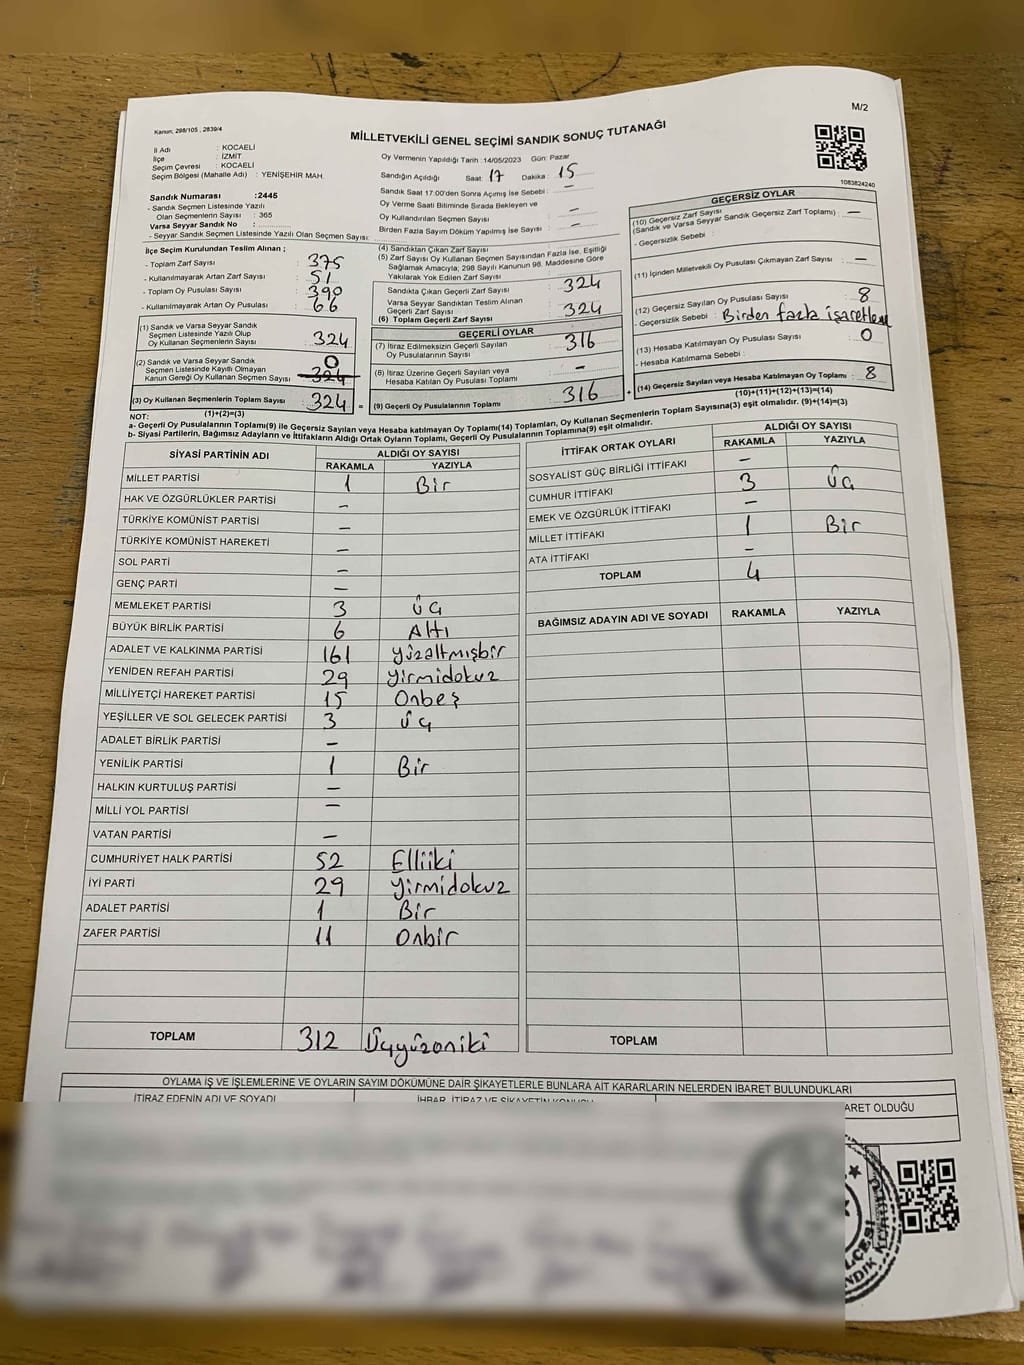 M/2
Kanun; 298/105 , 2839/4
MİLLETVEKİLİ GENEL SEÇİMİ SANDIK SONUÇ TUTANAĞI
1083824240
İl Adı : KOCAELİ
İlçe : İZMİT
Seçim Çevresi : KOCAELİ
Seçim Bölgesi (Mahalle Adı) : YENİŞEHİR MAH.
Sandık Numarası :2445
- Sandık Seçmen Listesinde Yazılı
Olan Seçmenlerin Sayısı : 365
Varsa Seyyar Sandık No :
- Seyyar Sandık Seçmen Listesinde Yazılı Olan Seçmen Sayısı:
İlçe Seçim Kurulundan Teslim Alınan ;
- Toplam Zarf Sayısı : 375
- Kullanılmayarak Artan Zarf Sayısı : 51
- Toplam Oy Pusulası Sayısı : 390
- Kullanılmayarak Artan Oy Pusulası : 66
(1) Sandık ve Varsa Seyyar Sandık
Seçmen Listesinde Yazılı Olup
Oy Kullanan Seçmenlerin Sayısı : 324
(2) Sandık ve Varsa Seyyar Sandık 0
Seçmen Listesinde Kayıtlı Olmayan
Kanun Gereği Oy Kullanan Seçmen Sayısı : 324
(3) Oy Kullanan Seçmenlerin Toplam Sayısı : 324 =
(1)+(2)=(3)
Oy Vermenin Yapıldığı Tarih :14/05/2023 Gün: Pazar
Sandığın Açıldığı Saat: 17 Dakika : 15
Sandık Saat 17.00'den Sonra Açmış İse Sebebi : –
Oy Verme Saati Bitiminde Sırada Bekleyen ve
Oy Kullandırılan Seçmen Sayısı : –
Birden Fazla Sayım Döküm Yapılmış İse Sayısı : –
(4) Sandıktan Çıkan Zarf Sayısı
(5) Zarf Sayısı Oy Kullanan Seçmen Sayısından Fazla İse, Eşitliği
Sağlamak Amacıyla; 298 Sayılı Kanunun 98. Maddesine Göre
Yakılarak Yok Edilen Zarf Sayısı :
Sandıkta Çıkan Geçerli Zarf Sayısı : 324
Varsa Seyyar Sandıktan Teslim Alınan
Geçerli Zarf Sayısı : 324
(6) Toplam Geçerli Zarf Sayısı :
GEÇERLİ OYLAR
(7) İtiraz Edilmeksizin Geçerli Sayılan
Oy Pusulalarının Sayısı : 316
(8) İtiraz Üzerine Geçerli Sayılan veya
Hesaba Katılan Oy Pusulası Toplamı : –
(9) Geçerli Oy Pusulalarının Toplamı : 316 +
GEÇERSİZ OYLAR
(10) Geçersiz Zarf Sayısı
(Sandık ve Varsa Seyyar Sandık Geçersiz Zarf Toplamı) : –
- Geçersizlik Sebebi :
(11) İçinden Milletvekili Oy Pusulası Çıkmayan Zarf Sayısı : –
(12) Geçersiz Sayılan Oy Pusulası Sayısı : 8
- Geçersizlik Sebebi : Birden fazla işaretleme
(13) Hesaba Katılmayan Oy Pusulası Sayısı : 0
- Hesaba Katılmama Sebebi :
(14) Geçersiz Sayılan veya Hesaba Katılmayan Oy Toplamı : 8
(10)+(11)+(12)+(13)=(14)
NOT:
a- Geçerli Oy Pusulalarının Toplamı(9) ile Geçersiz Sayılan veya Hesaba katılmayan Oy Toplamı(14) Toplamları, Oy Kullanan Seçmenlerin Toplam Sayısına(3) eşit olmalıdır. (9)+(14)=(3)
b- Siyasi Partilerin, Bağımsız Adayların ve İttifakların Aldığı Ortak Oyların Toplamı, Geçerli Oy Pusulalarının Toplamına(9) eşit olmalıdır.
SİYASİ PARTİNİN ADI ALDIĞI OY SAYISI
RAKAMLA YAZIYLA
MİLLET PARTİSİ 1 Bir
HAK VE ÖZGÜRLÜKLER PARTİSİ –
TÜRKİYE KOMÜNİST PARTİSİ –
TÜRKİYE KOMÜNİST HAREKETİ –
SOL PARTİ –
GENÇ PARTİ –
MEMLEKET PARTİSİ 3 Üç
BÜYÜK BİRLİK PARTİSİ 6 Altı
ADALET VE KALKINMA PARTİSİ 161 Yüzaltmışbir
YENİDEN REFAH PARTİSİ 29 Yirmidokuz
MİLLİYETÇİ HAREKET PARTİSİ 15 Onbeş
YEŞİLLER VE SOL GELECEK PARTİSİ 3 Üç
ADALET BİRLİK PARTİSİ –
YENİLİK PARTİSİ 1 Bir
HALKIN KURTULUŞ PARTİSİ –
MİLLİ YOL PARTİSİ –
VATAN PARTİSİ –
CUMHURİYET HALK PARTİSİ 52 Elliiki
İYİ PARTİ 29 Yirmidokuz
ADALET PARTİSİ 1 Bir
ZAFER PARTİSİ 11 Onbir
TOPLAM 312 Üçyüzoniki
İTTİFAK ORTAK OYLARI ALDIĞI OY SAYISI
RAKAMLA YAZIYLA
SOSYALİST GÜÇ BİRLİĞİ İTTİFAKI –
CUMHUR İTTİFAKI 3 Üç
EMEK VE ÖZGÜRLÜK İTTİFAKI –
MİLLET İTTİFAKI 1 Bir
ATA İTTİFAKI –
TOPLAM 4
BAĞIMSIZ ADAYIN ADI VE SOYADI RAKAMLA YAZIYLA
TOPLAM
OYLAMA İŞ VE İŞLEMLERİNE VE OYLARIN SAYIM DÖKÜMÜNE DAİR ŞİKAYETLERLE BUNLARA AİT KARARLARIN NELERDEN İBARET BULUNDUKLARI
İTİRAZ EDENİN ADI VE SOYADI İHBAR, İTİRAZ VE ŞİKAYETİN KONUSU ARET OLDUĞU